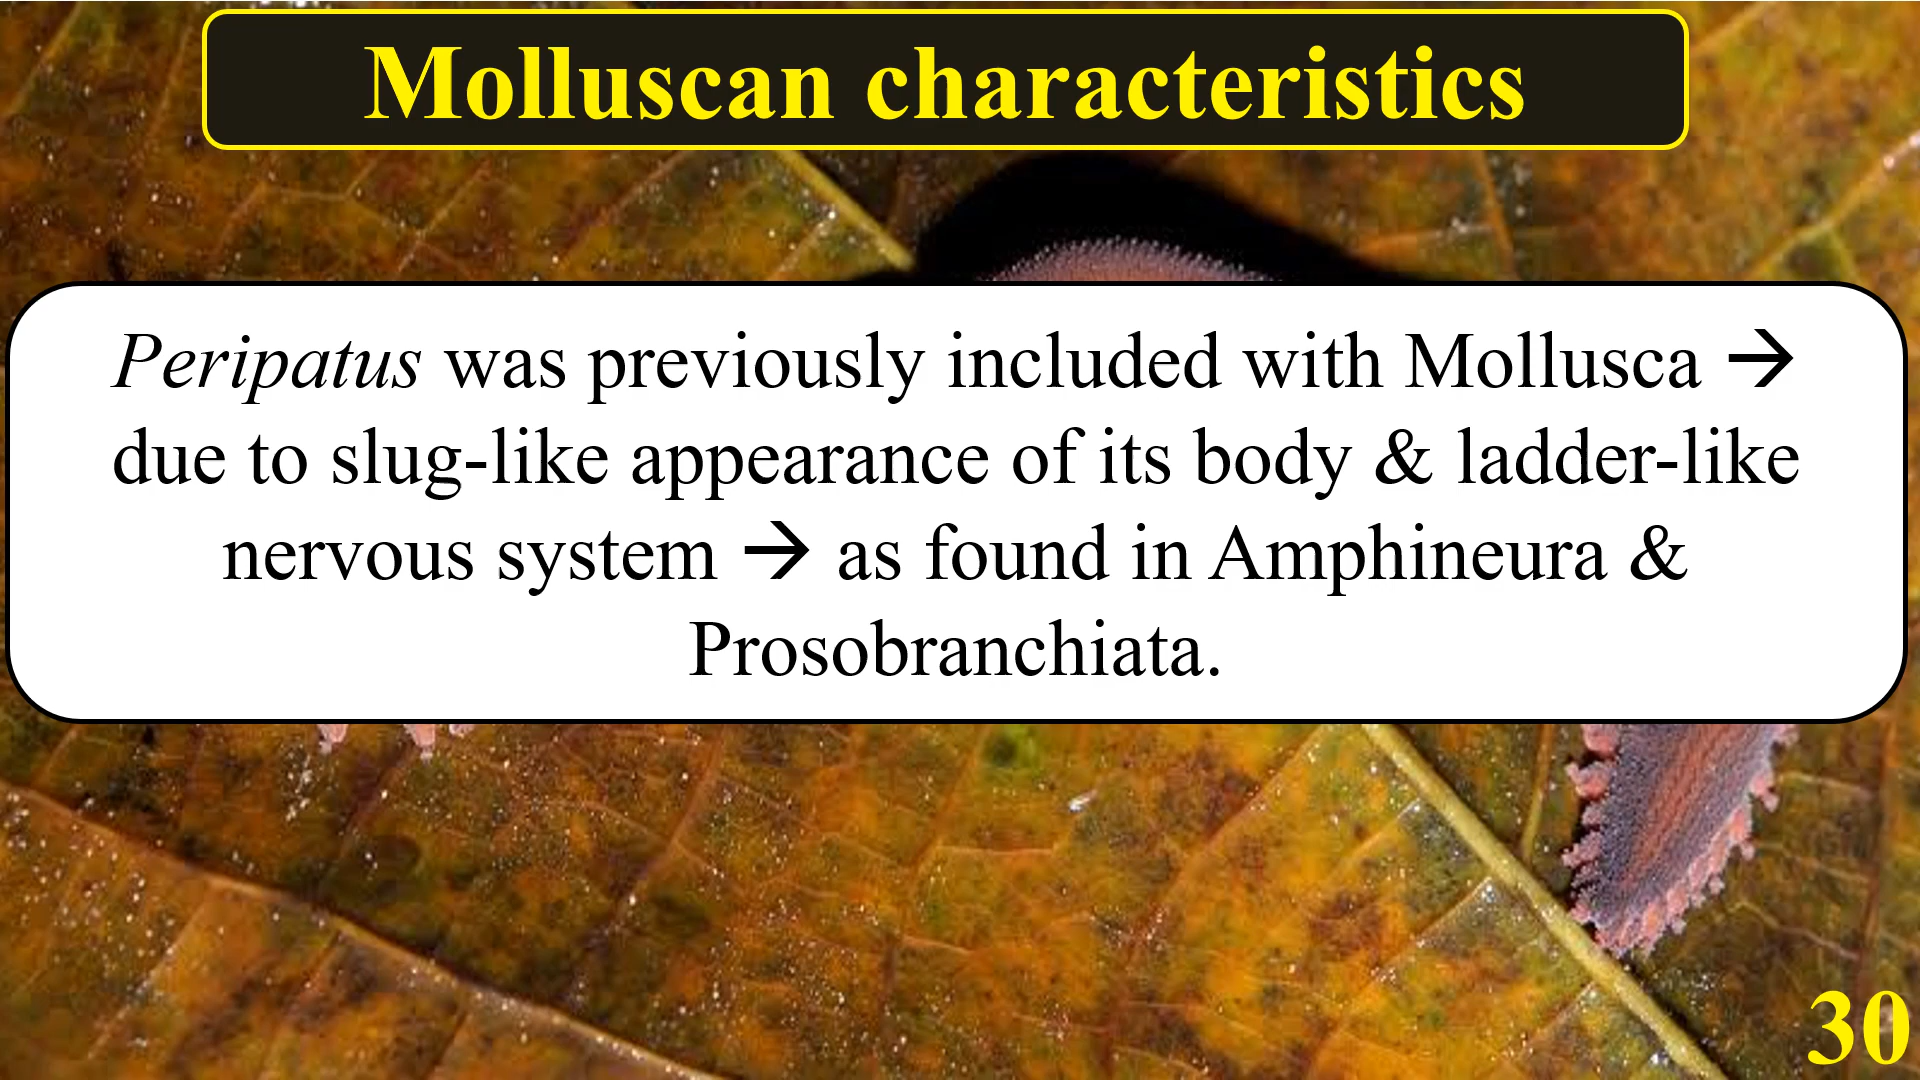 Molluscan characteristics
Peripatus was previously included with Mollusca →
due to slug-like appearance of its body & ladder-like
nervous system → as found in Amphineura &
Prosobranchiata.
30